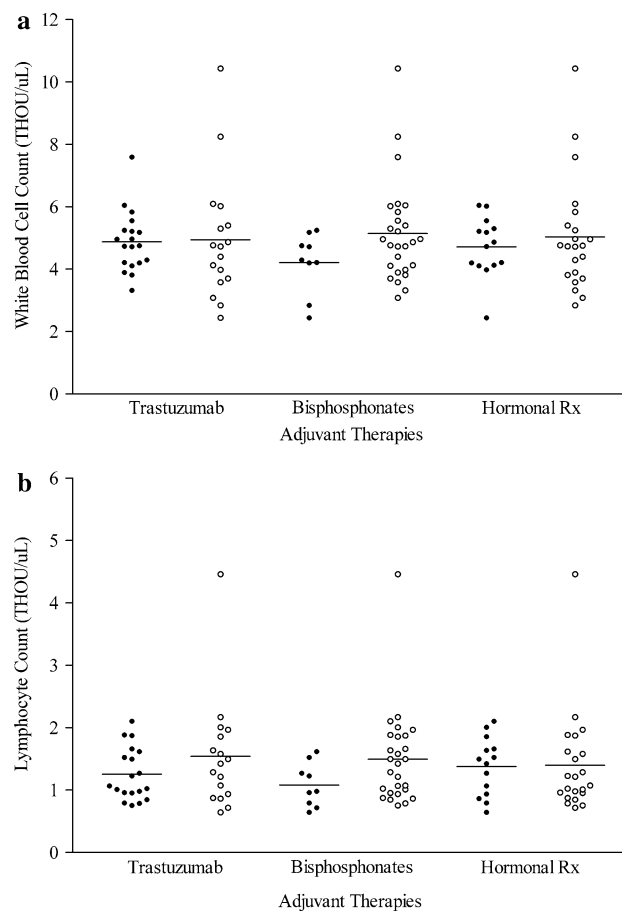 a
White Blood Cell Count (THOU/uL)
12
10
8
6
4
2
0
Trastuzumab Bisphosphonates Hormonal Rx
Adjuvant Therapies
b
Lymphocyte Count (THOU/uL)
6
5
4
3
2
1
0
Trastuzumab Bisphosphonates Hormonal Rx
Adjuvant Therapies